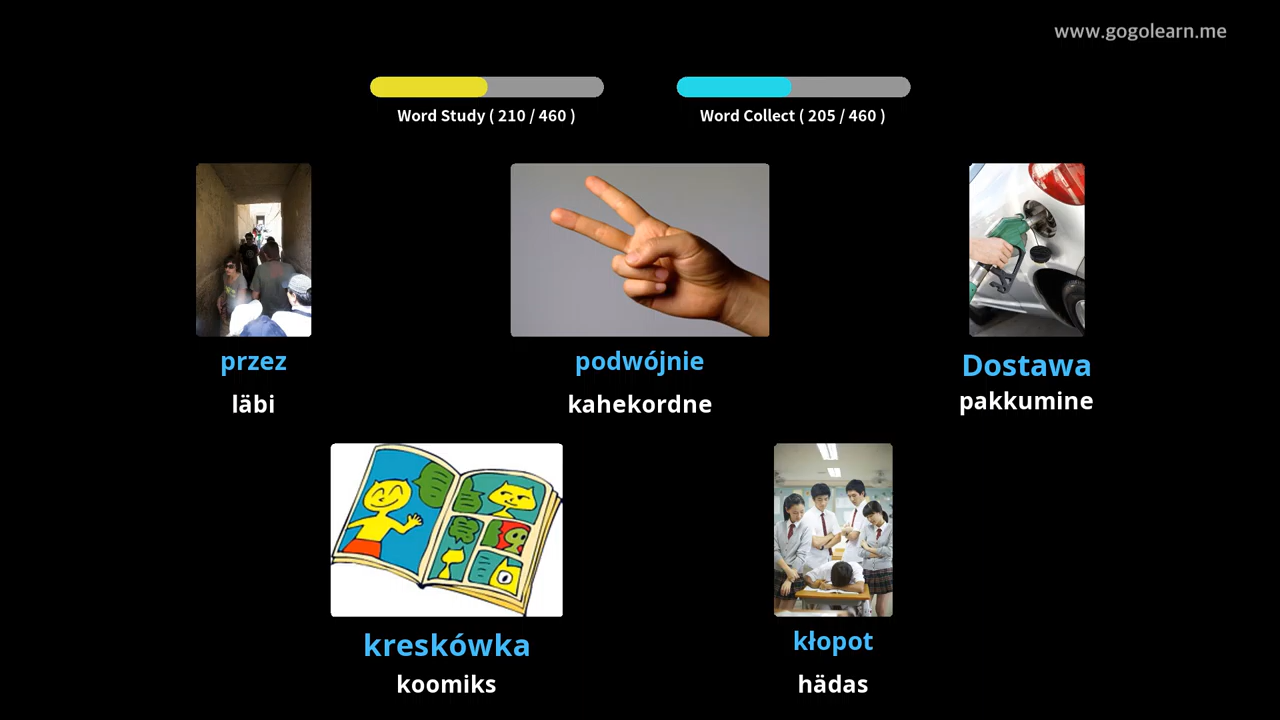 www.gogolearn.me
Word Study ( 210 / 460 )
Word Collect ( 205 / 460 )
przez
podwójnie
Dostawa
läbi
kahekordne
pakkumine
kreskówka
kłopot
koomiks
hädas